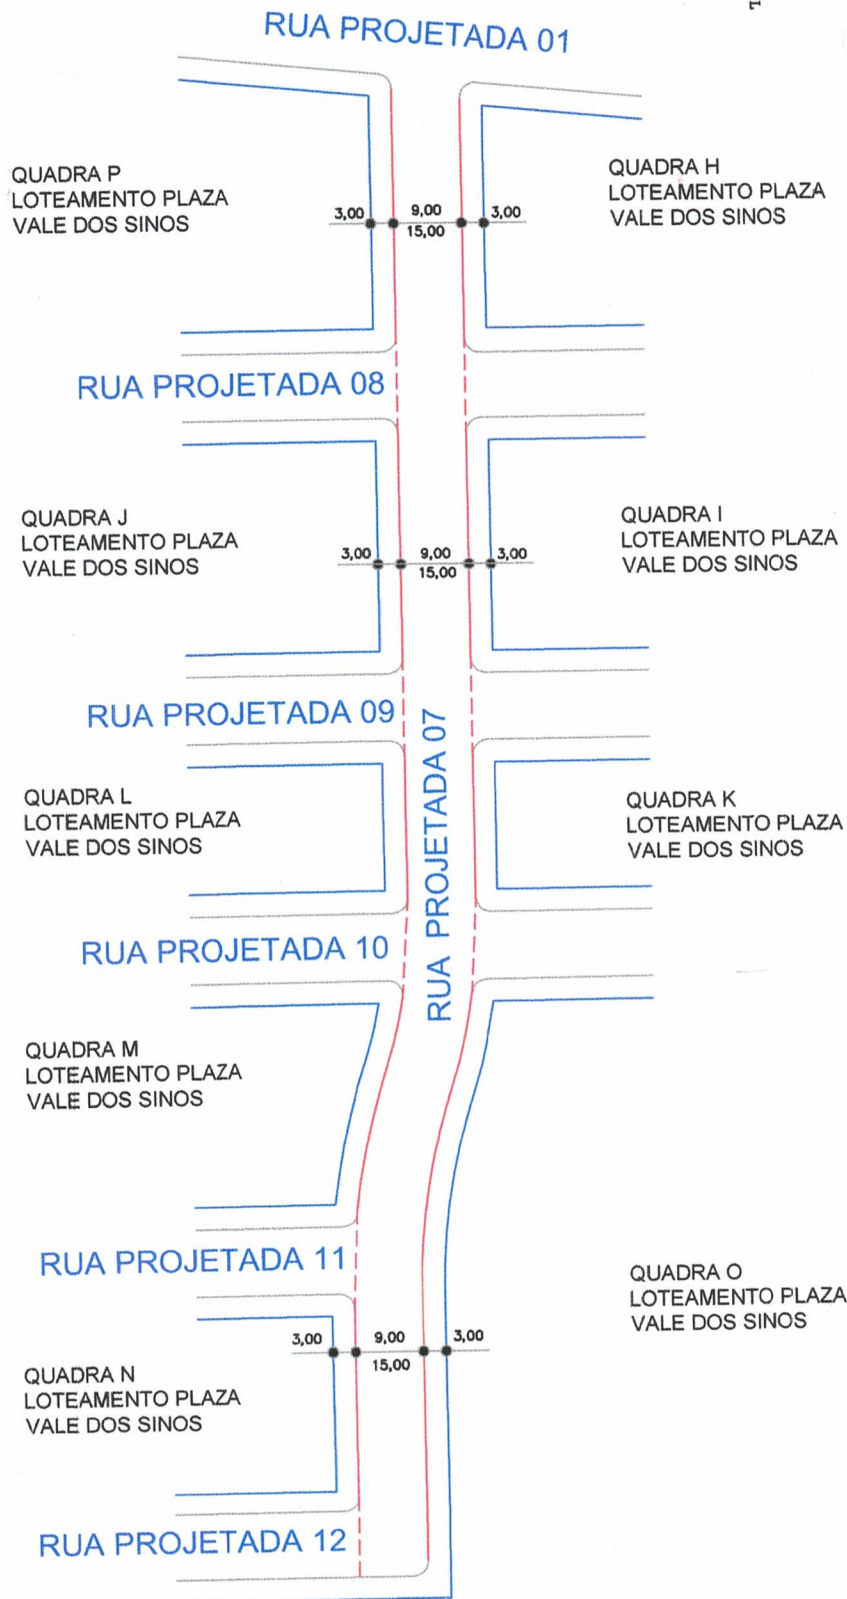 RUA PROJETADA 01
QUADRA P
LOTEAMENTO PLAZA
VALE DOS SINOS
QUADRA H
LOTEAMENTO PLAZA
VALE DOS SINOS
3,00 9,00 3,00
15,00
RUA PROJETADA 08
QUADRA J
LOTEAMENTO PLAZA
VALE DOS SINOS
QUADRA I
LOTEAMENTO PLAZA
VALE DOS SINOS
3,00 9,00 3,00
15,00
RUA PROJETADA 09
RUA PROJETADA 07
QUADRA L
LOTEAMENTO PLAZA
VALE DOS SINOS
QUADRA K
LOTEAMENTO PLAZA
VALE DOS SINOS
RUA PROJETADA 10
QUADRA M
LOTEAMENTO PLAZA
VALE DOS SINOS
RUA PROJETADA 11
QUADRA O
LOTEAMENTO PLAZA
VALE DOS SINOS
3,00 9,00 3,00
15,00
QUADRA N
LOTEAMENTO PLAZA
VALE DOS SINOS
RUA PROJETADA 12